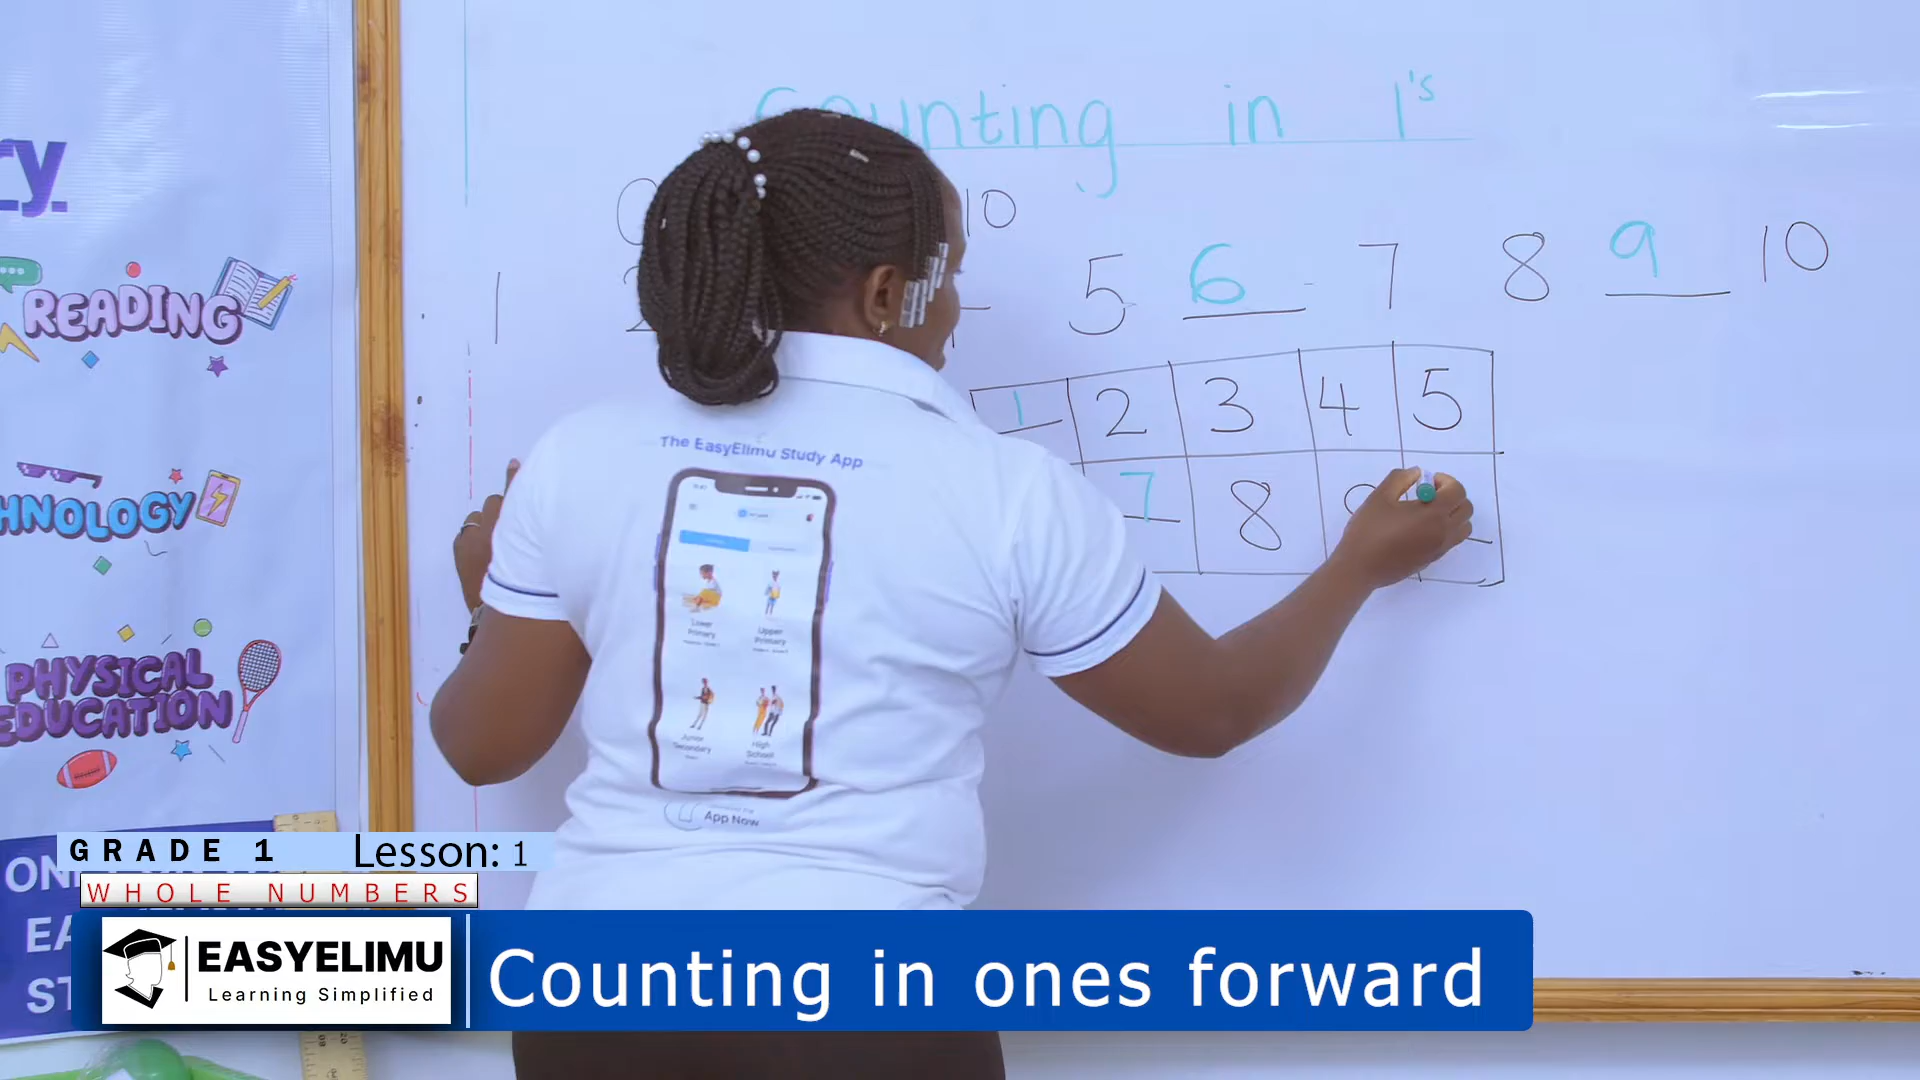 Counting in 1's
10
1 2 5 6 7 8 9 10
1 2 3 4 5
7 8 9
READING
PHYSICAL
EDUCATION
The EasyElimu Study App
Lower
Primary
Upper
Primary
Junior
Secondary
High
School
App Now
GRADE 1 Lesson: 1
WHOLE NUMBERS
EASYELIMU
Learning Simplified
Counting in ones forward